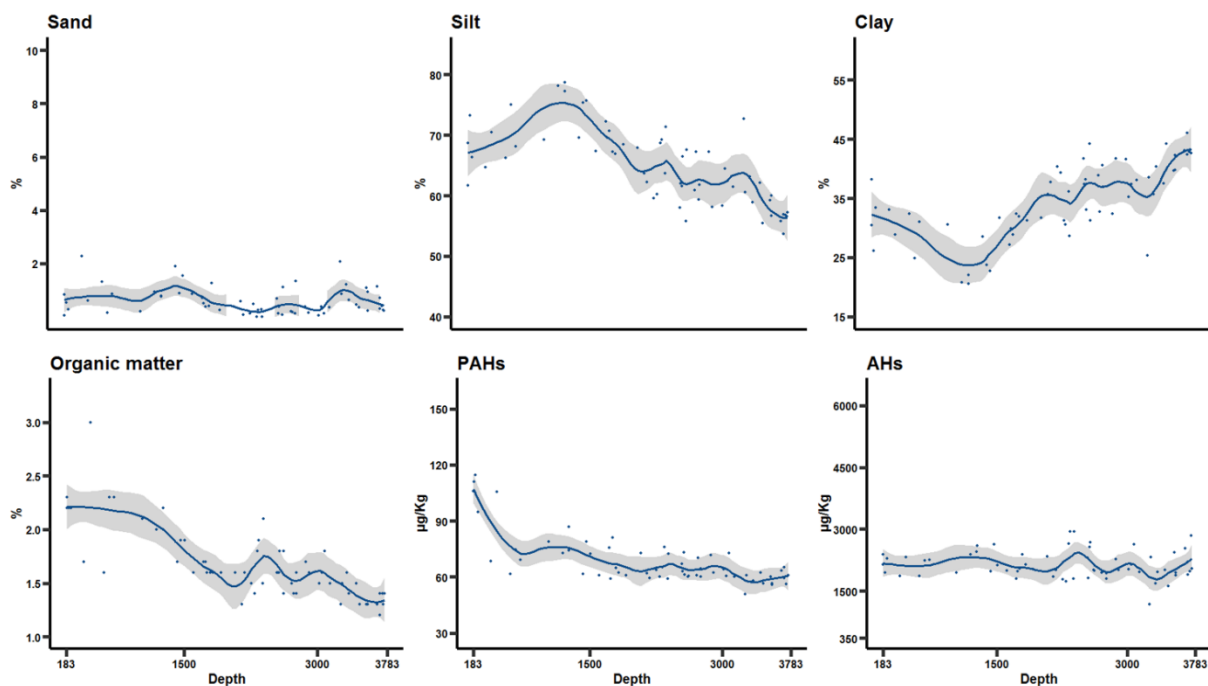 Sand
Silt
Clay
10
8
6
4
2
%
80
70
60
50
40
%
55
45
35
25
15
%
Organic matter
PAHs
AHs
3.0
2.5
2.0
1.5
1.0
%
150
120
90
60
30
µg/Kg
6000
4500
3000
1500
350
µg/Kg
183 1500 3000 3783
183 1500 3000 3783
183 1500 3000 3783
Depth
Depth
Depth